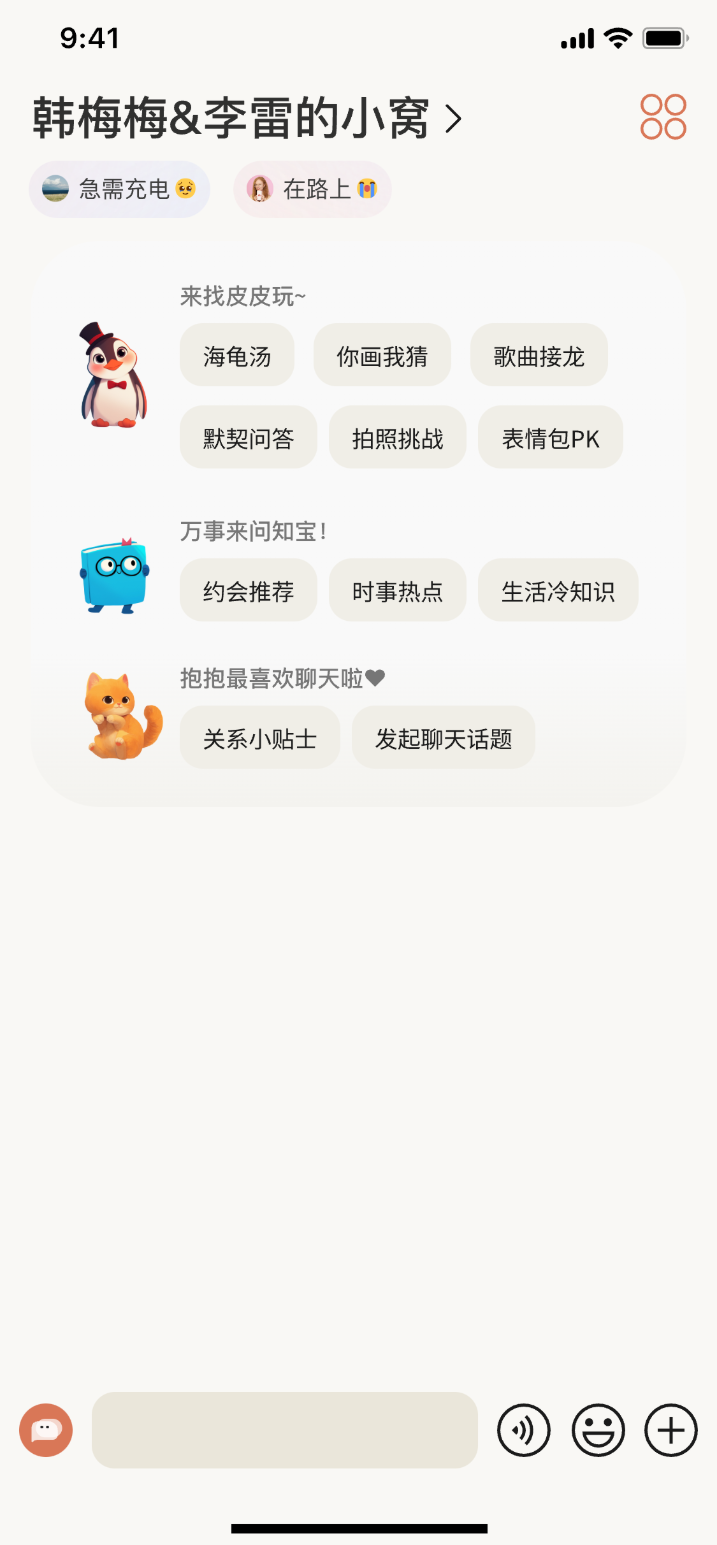 9:41
韩梅梅&李雷的小窝
急需充电🥺 在路上😭
来找皮皮玩~
海龟汤 你画我猜 歌曲接龙
默契问答 拍照挑战 表情包PK
万事来问知宝！
约会推荐 时事热点 生活冷知识
抱抱最喜欢聊天啦♥
关系小贴士 发起聊天话题